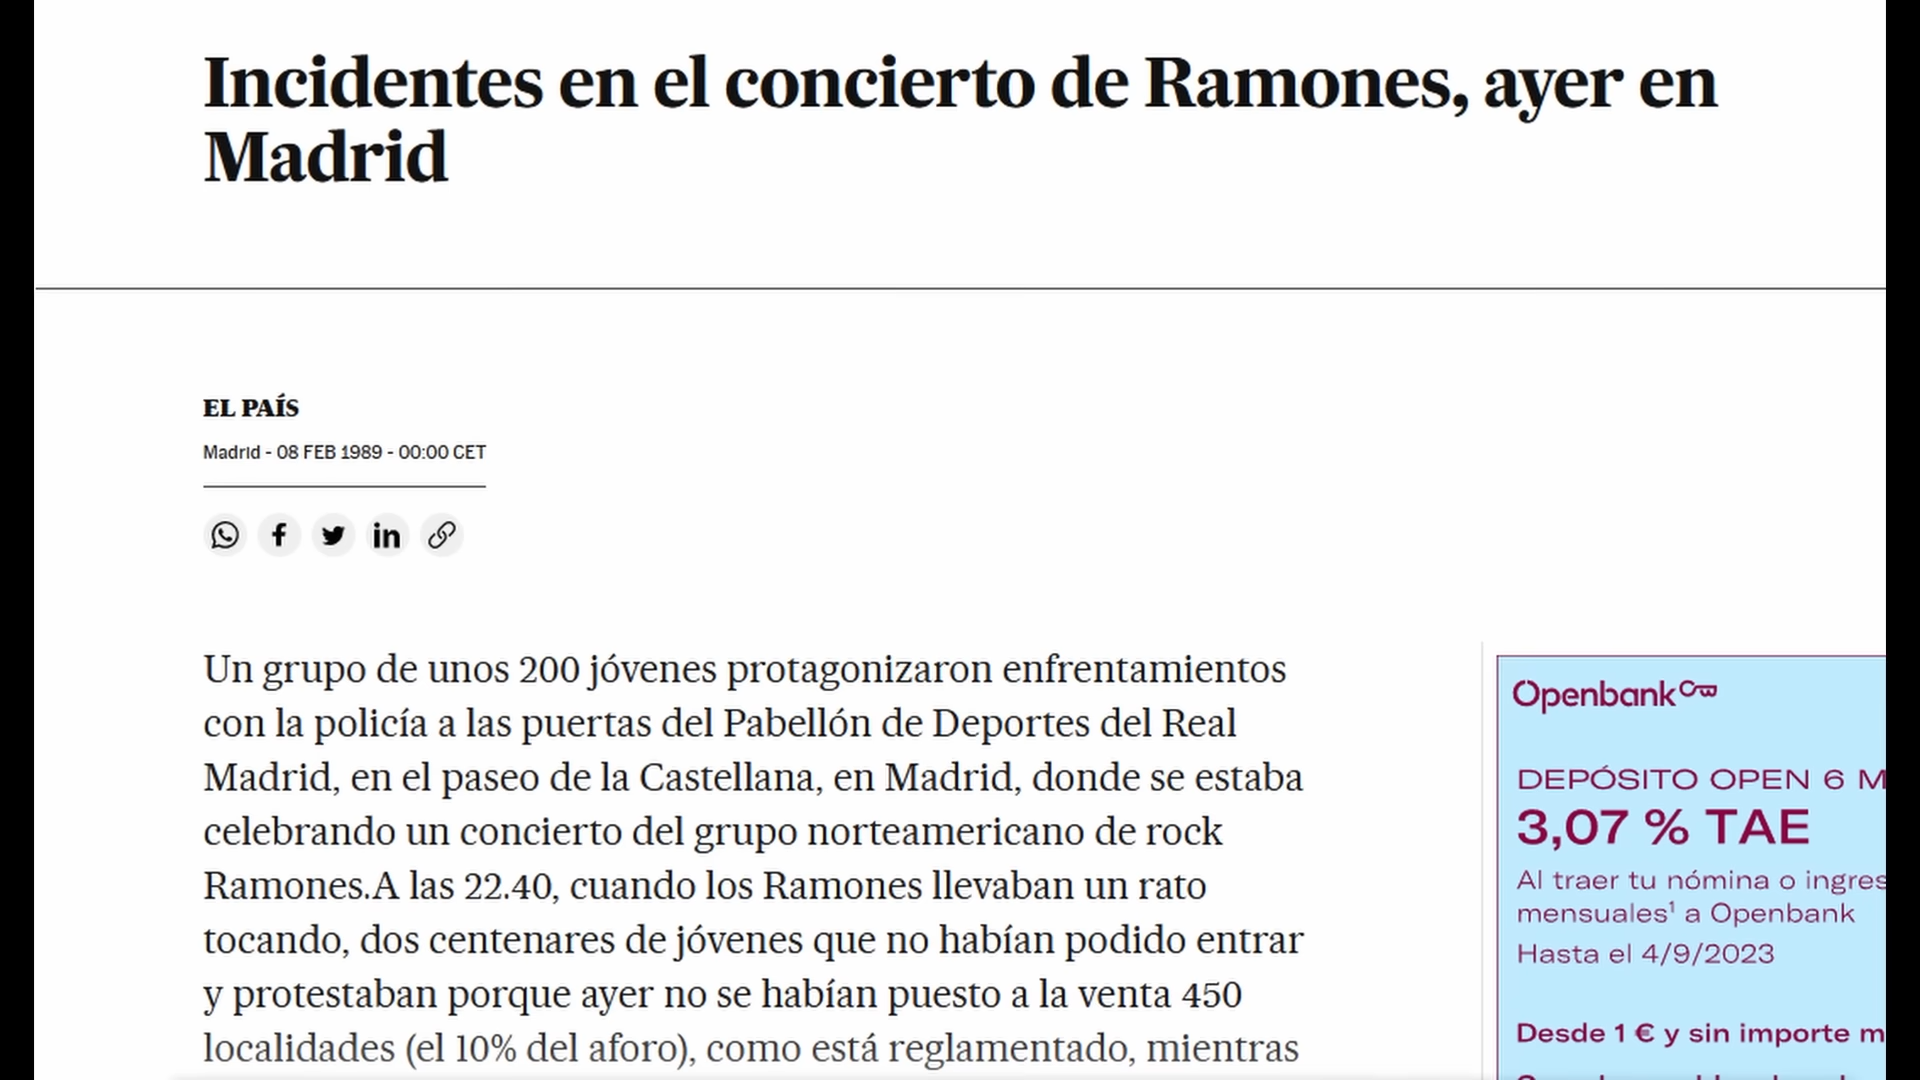 Incidentes en el concierto de Ramones, ayer en
Madrid
EL PAÍS
Madrid - 08 FEB 1989 - 00:00 CET
Un grupo de unos 200 jóvenes protagonizaron enfrentamientos
con la policía a las puertas del Pabellón de Deportes del Real
Madrid, en el paseo de la Castellana, en Madrid, donde se estaba
celebrando un concierto del grupo norteamericano de rock
Ramones.A las 22.40, cuando los Ramones llevaban un rato
tocando, dos centenares de jóvenes que no habían podido entrar
y protestaban porque ayer no se habían puesto a la venta 450
localidades (el 10% del aforo), como está reglamentado, mientras
Openbank
DEPÓSITO OPEN 6 M
3,07 % TAE
Al traer tu nómina o ingres
mensuales¹ a Openbank
Hasta el 4/9/2023
Desde 1 € y sin importe m